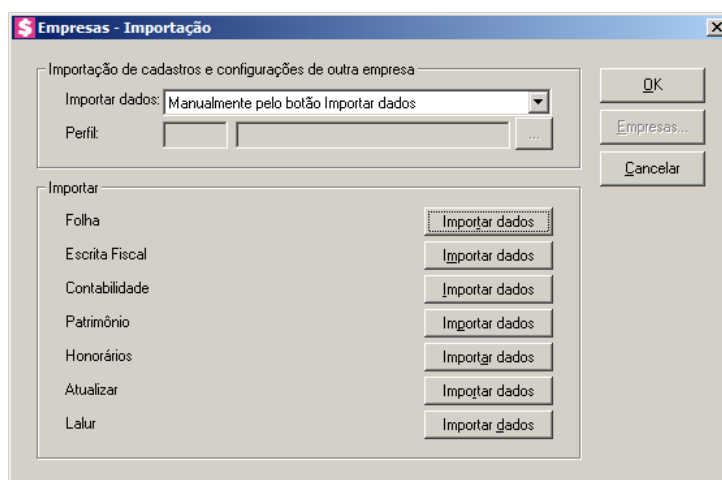 Empresas - Importação
Importação de cadastros e configurações de outra empresa
Importar dados: Manualmente pelo botão Importar dados
Perfil: ...
OK
Empresas...
Cancelar
Importar
Folha Importar dados
Escrita Fiscal Importar dados
Contabilidade Importar dados
Patrimônio Importar dados
Honorários Importar dados
Atualizar Importar dados
Lalur Importar dados